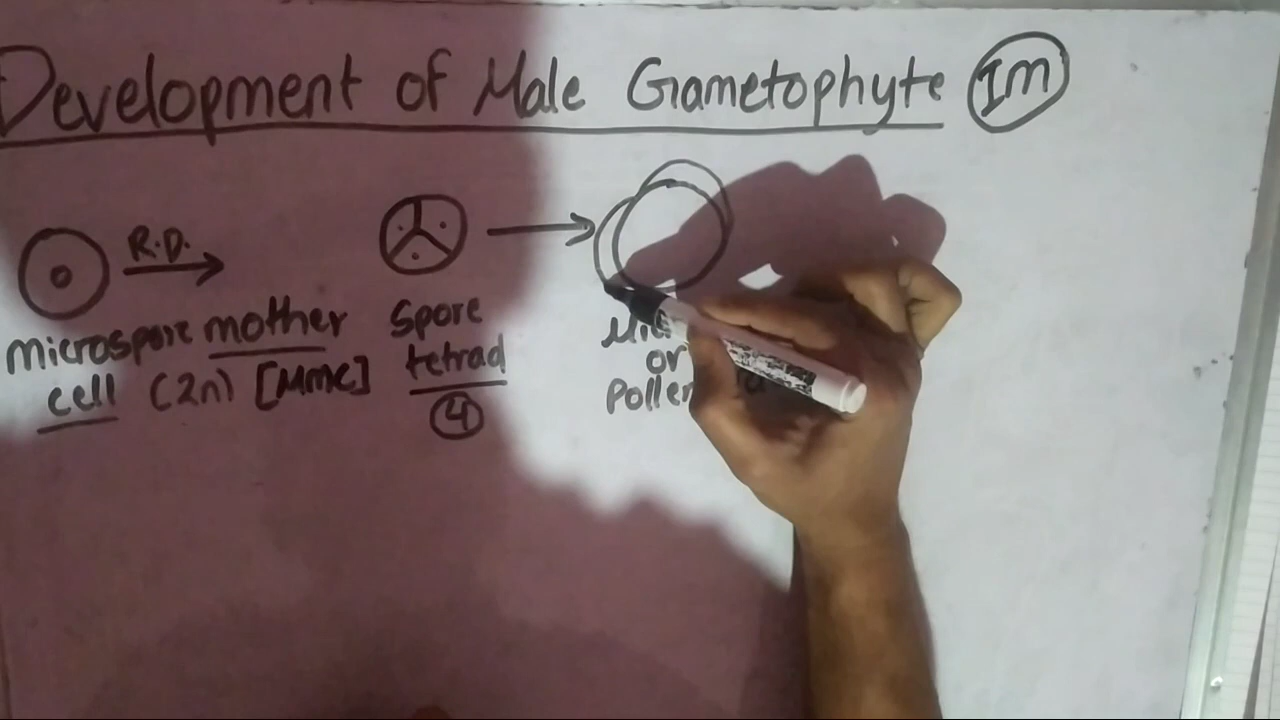 Development of Male Gametophyte Im
R.D.
microspore mother
cell (2n) [MMC]
Spore
tetrad
4
or